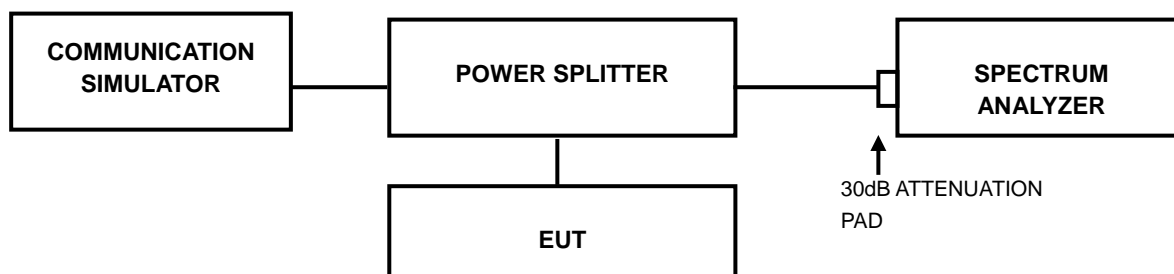 COMMUNICATION
SIMULATOR
POWER SPLITTER
SPECTRUM
ANALYZER
30dB ATTENUATION
PAD
EUT